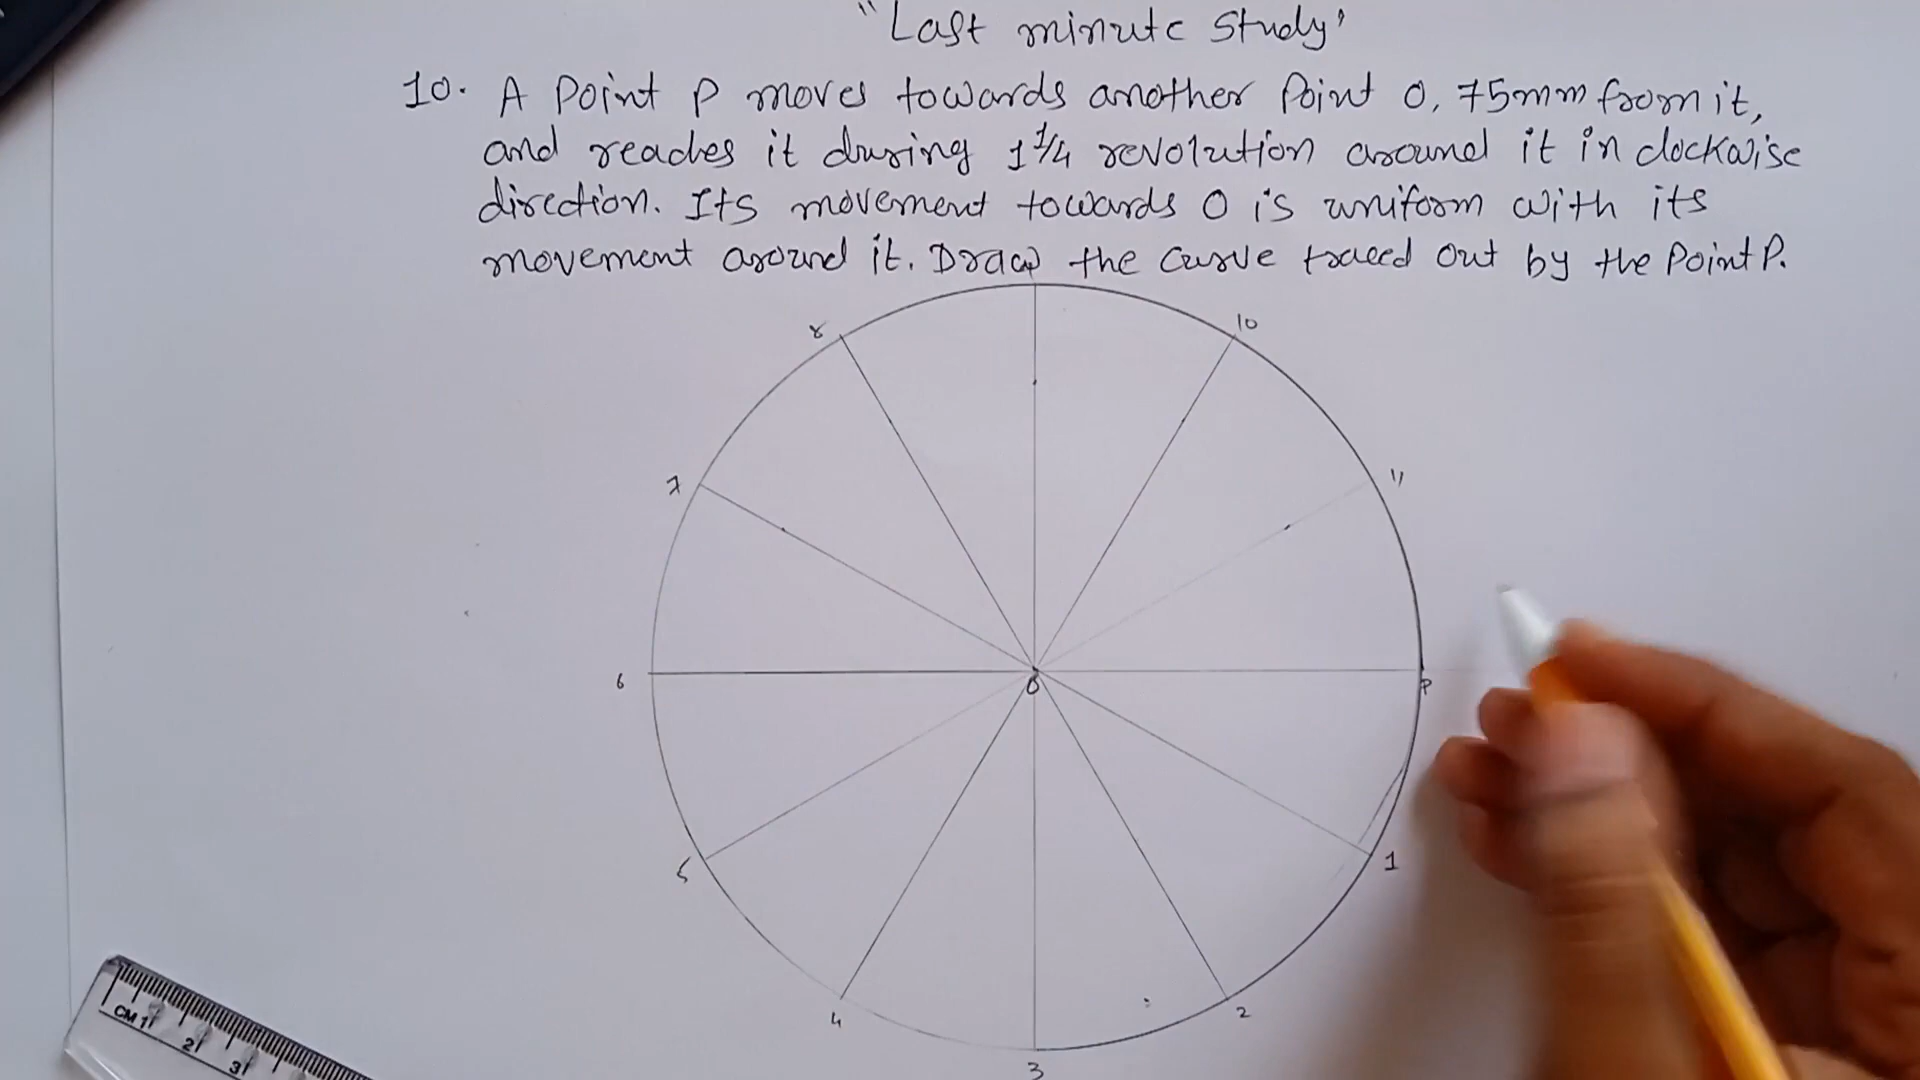 "Last minute Study"
10. A Point P moves towards another Point O, 75mm from it,
and reaches it during 1 1/4 revolution around it in clockwise
direction. Its movement towards O is uniform with its
movement around it. Draw the Curve traced Out by the Point P.
8
10
7
11
6
O
P
5
1
4
2
3
CM 1
2
3